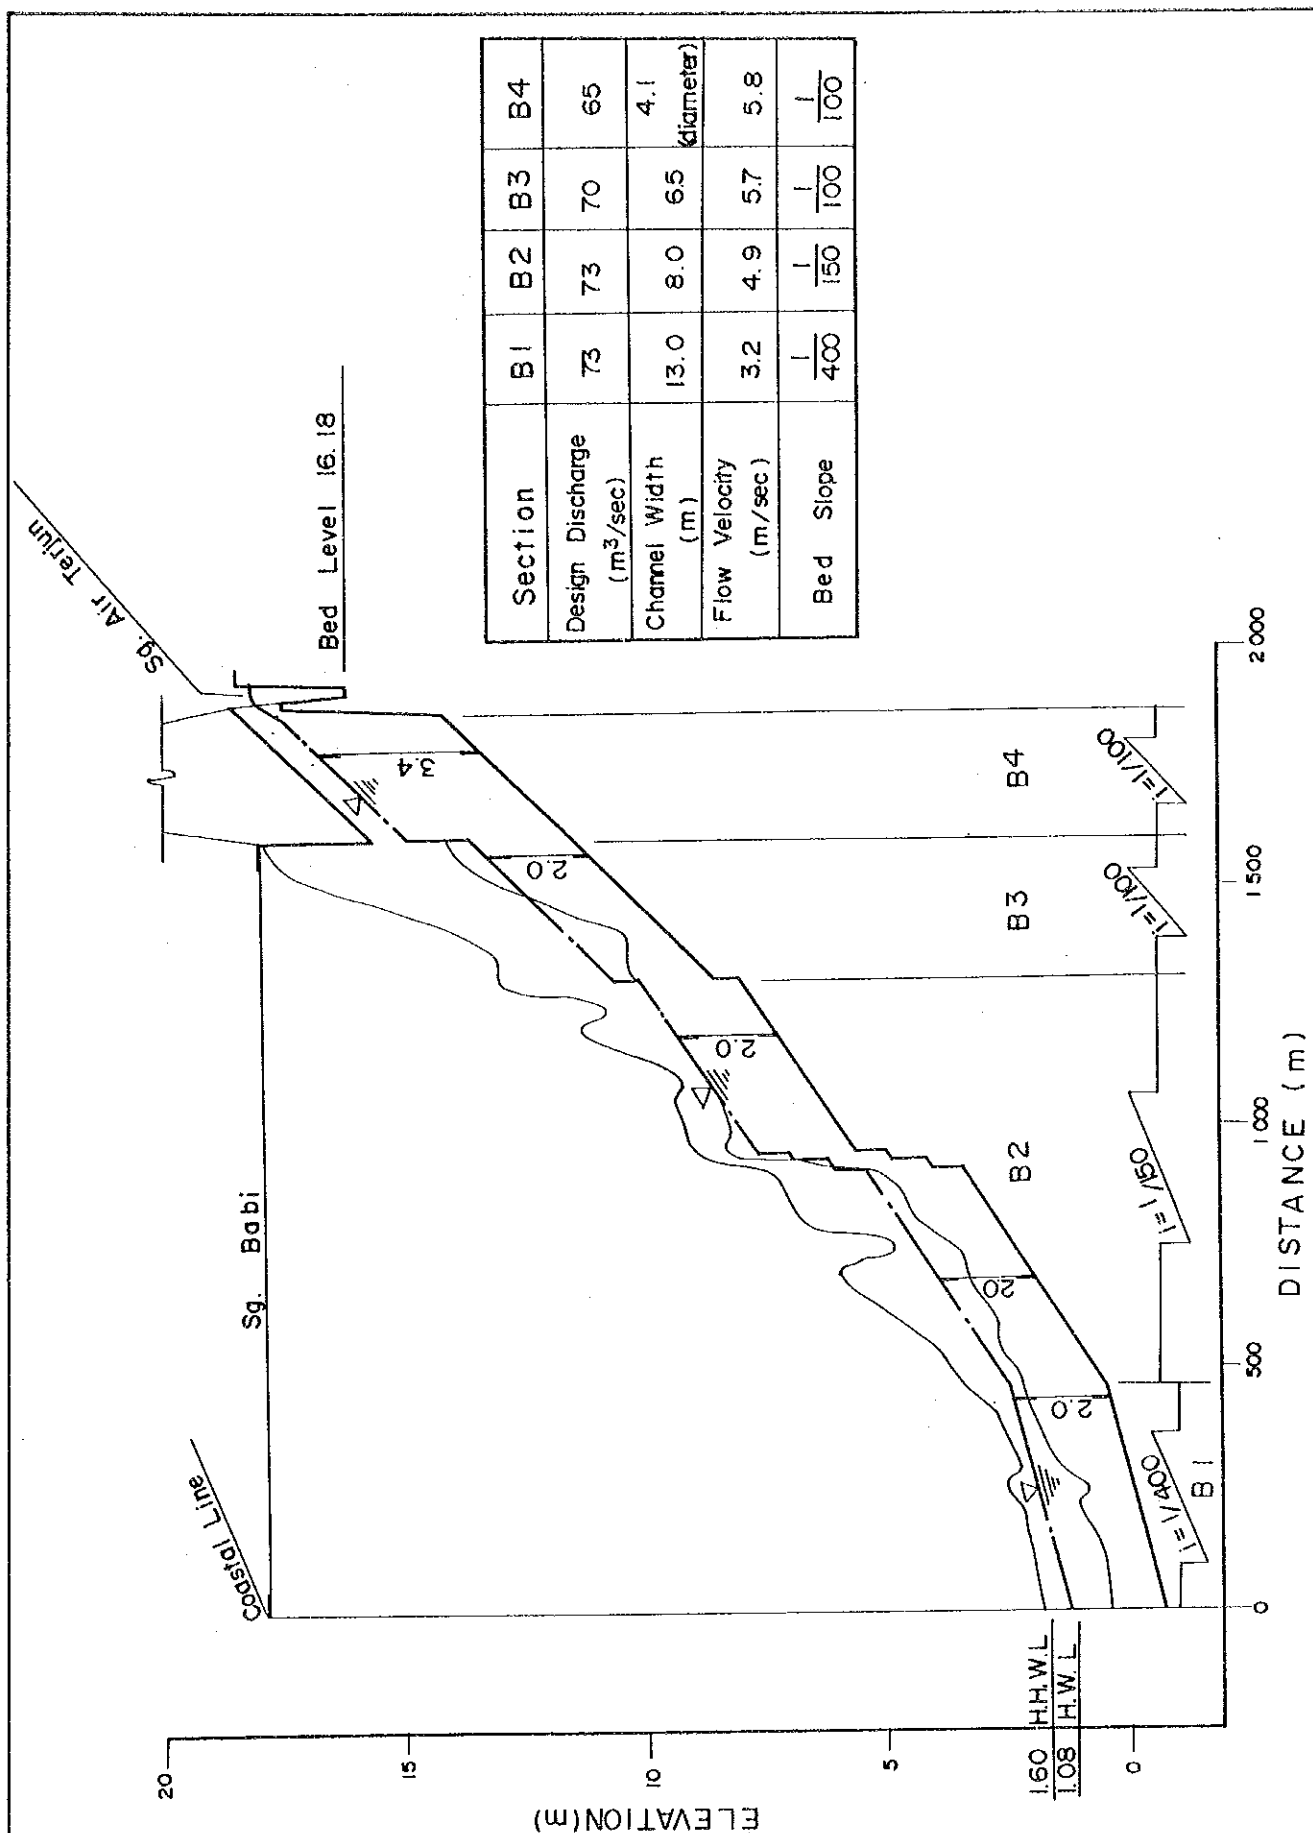 Sg. Air Terjun
Bed Level 16.18
Coastal Line
Sg. Babi
3.4
2.0
2.0
20
2.0
B4
B3
B2
B1
i=1/100
i=1/100
i=1/150
i=1/400
ELEVATION (m)
20
15
10
5
0
1.60 H.H.W.L
1.08 H.W.L
0
500
1000
1500
2000
DISTANCE (m)
Section B1 B2 B3 B4
Design Discharge (m³/sec) 73 73 70 65
Channel Width (m) 13.0 8.0 6.5 4.1 (diameter)
Flow Velocity (m/sec) 3.2 4.9 5.7 5.8
Bed Slope 1/400 1/150 1/100 1/100